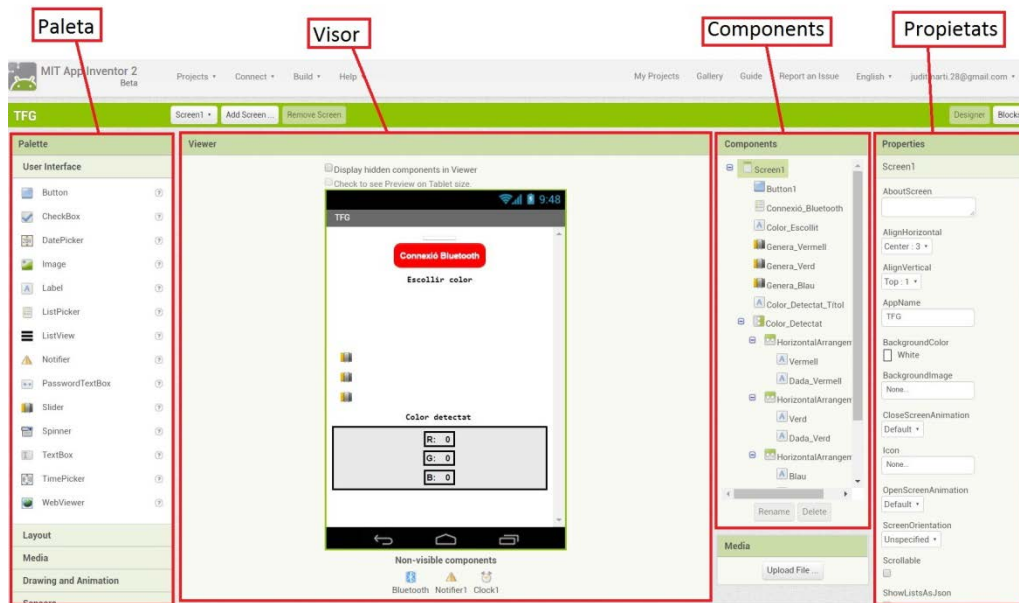 Paleta
Visor
Components
Propietats
MIT App Inventor 2
Beta
Projects
Connect
Build
Help
My Projects
Gallery
Guide
Report an Issue
English
juditmarti.28@gmail.com
TFG
Screen1
Add Screen ...
Remove Screen
Designer
Palette
User Interface
Button
CheckBox
DatePicker
Image
Label
ListPicker
ListView
Notifier
PasswordTextBox
Slider
Spinner
TextBox
TimePicker
WebViewer
Layout
Media
Drawing and Animation
Viewer
Display hidden components in Viewer
Check to see Preview on Tablet size.
9:48
TFG
Connexió Bluetooth
Escollir color
Color detectat
R: 0
G: 0
B: 0
Non-visible components
Bluetooth Notifier1 Clock1
Components
Screen1
Button1
Connexió_Bluetooth
Color_Escollit
Genera_Vermell
Genera_Verd
Genera_Blau
Color_Detectat_Títol
Color_Detectat
HorizontalArrangem
Vermell
Dada_Vermell
HorizontalArrangem
Verd
Dada_Verd
HorizontalArrangem
Blau
Rename Delete
Media
Upload File ...
Properties
Screen1
AboutScreen
AlignHorizontal
Center : 3
AlignVertical
Top : 1
AppName
TFG
BackgroundColor
White
BackgroundImage
None...
CloseScreenAnimation
Default
Icon
None...
OpenScreenAnimation
Default
ScreenOrientation
Unspecified
Scrollable
ShowListsAsJson